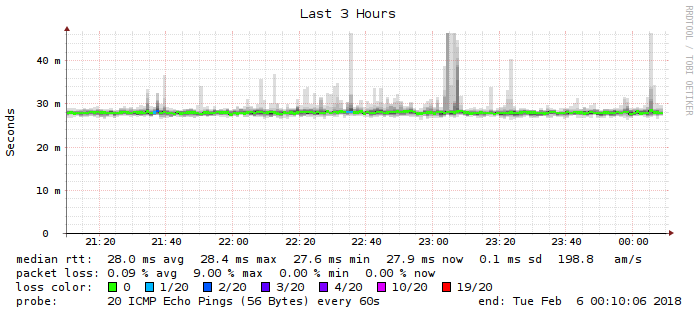 Last 3 Hours
RRDTOOL / TOBI OETIKER
Seconds
40 m
30 m
20 m
10 m
0
21:20 21:40 22:00 22:20 22:40 23:00 23:20 23:40 00:00
median rtt: 28.0 ms avg 28.4 ms max 27.6 ms min 27.9 ms now 0.1 ms sd 198.8 am/s
packet loss: 0.09 % avg 9.00 % max 0.00 % min 0.00 % now
loss color: 0 1/20 2/20 3/20 4/20 10/20 19/20
probe: 20 ICMP Echo Pings (56 Bytes) every 60s end: Tue Feb 6 00:10:06 2018